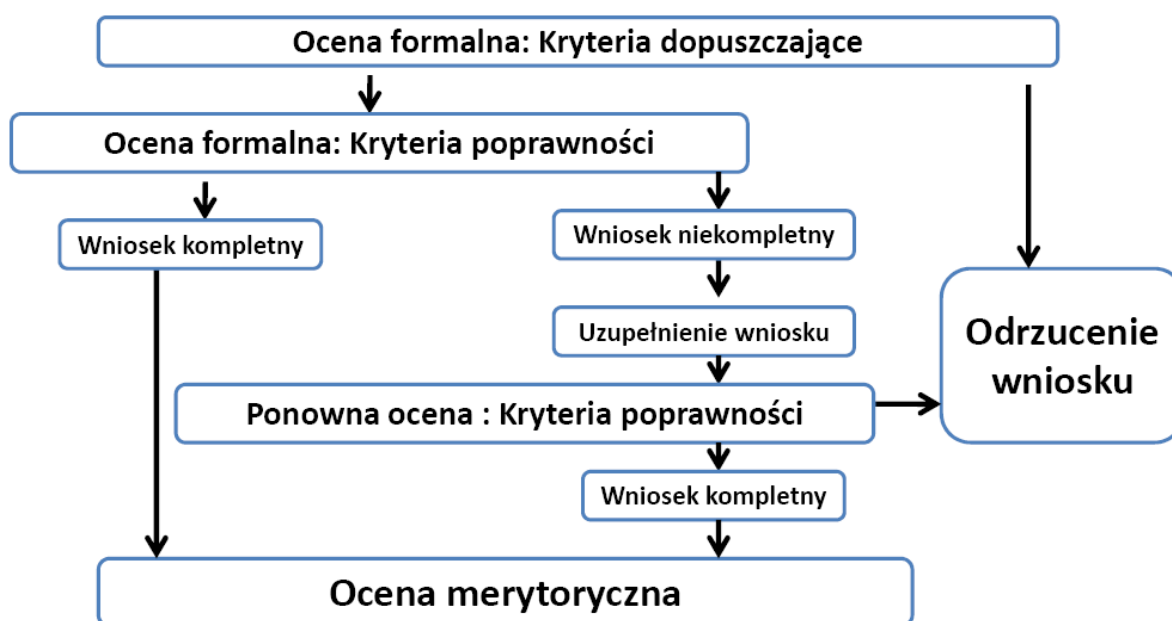 Ocena formalna: Kryteria dopuszczające
Ocena formalna: Kryteria poprawności
Wniosek kompletny
Wniosek niekompletny
Uzupełnienie wniosku
Odrzucenie
wniosku
Ponowna ocena : Kryteria poprawności
Wniosek kompletny
Ocena merytoryczna